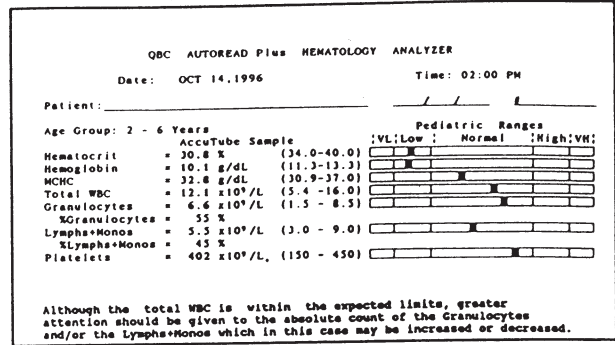 QBC AUTOREAD Plus HEMATOLOGY ANALYZER
Date: OCT 14,1996 Time: 02:00 PM
Patient:
Age Group: 2 - 6 Years Pediatric Ranges
AccuTube Sample VL Low Normal High VH
Hematocrit = 30.8 % (34.0-40.0)
Hemoglobin = 10.1 g/dL (11.3-13.3)
MCHC = 32.8 g/dL (30.9-37.0)
Total WBC = 12.1 x10⁹/L (5.4 -16.0)
Granulocytes = 6.6 x10⁹/L (1.5 - 8.5)
%Granulocytes = 55 %
Lymphs+Monos = 5.5 x10⁹/L (3.0 - 9.0)
%Lymphs+Monos = 45 %
Platelets = 402 x10⁹/L, (150 - 450)
Although the total WBC is within the expected limits, greater
attention should be given to the absolute count of the Granulocytes
and/or the Lymphs+Monos which in this case may be increased or decreased.